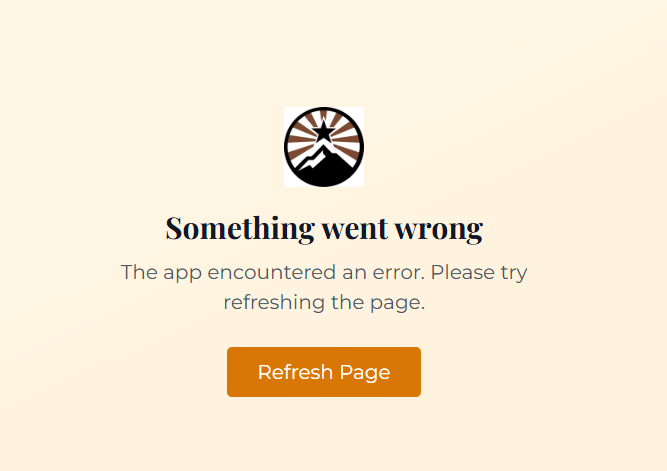 Something went wrong
The app encountered an error. Please try
refreshing the page.
Refresh Page